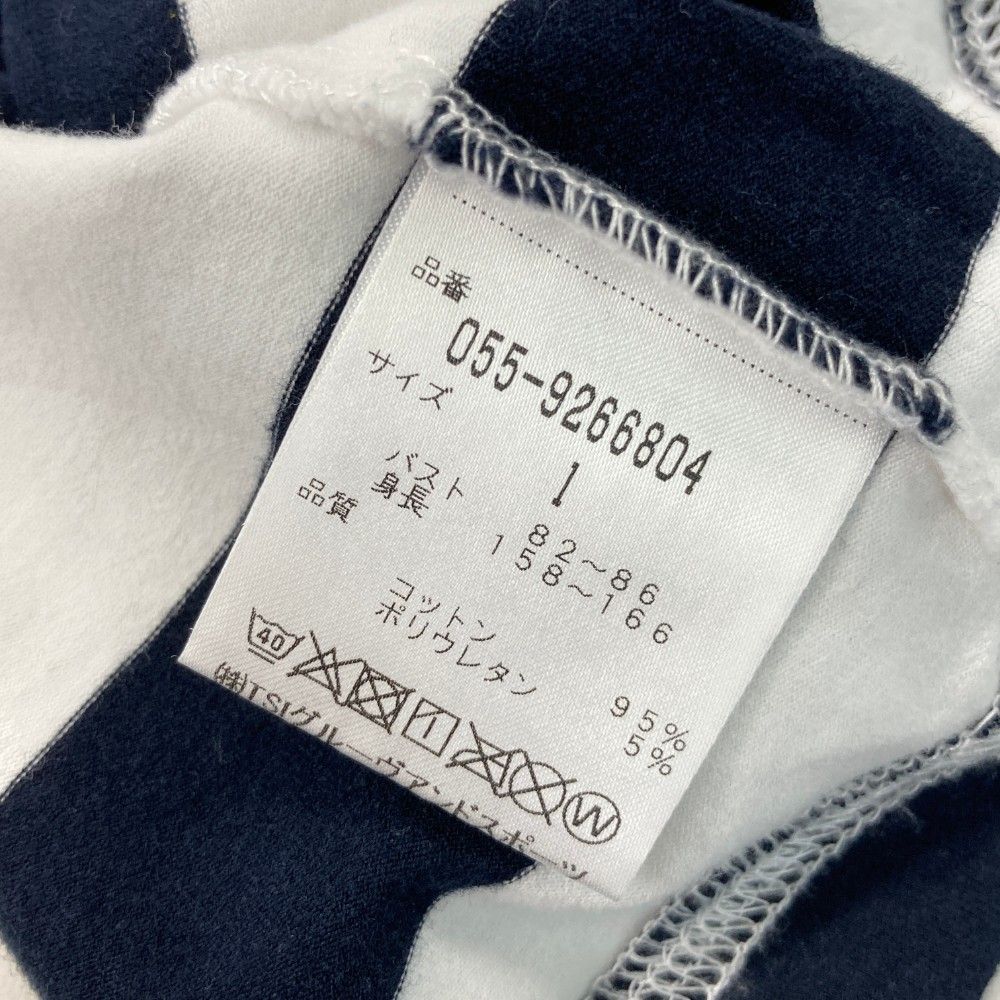 品番
055-9266804
サイズ 1
バスト 82~86
身長 158~166
品質
コットン 95%
ポリウレタン 5%
40 W
㈱TSIグルーヴアンドスポーツ